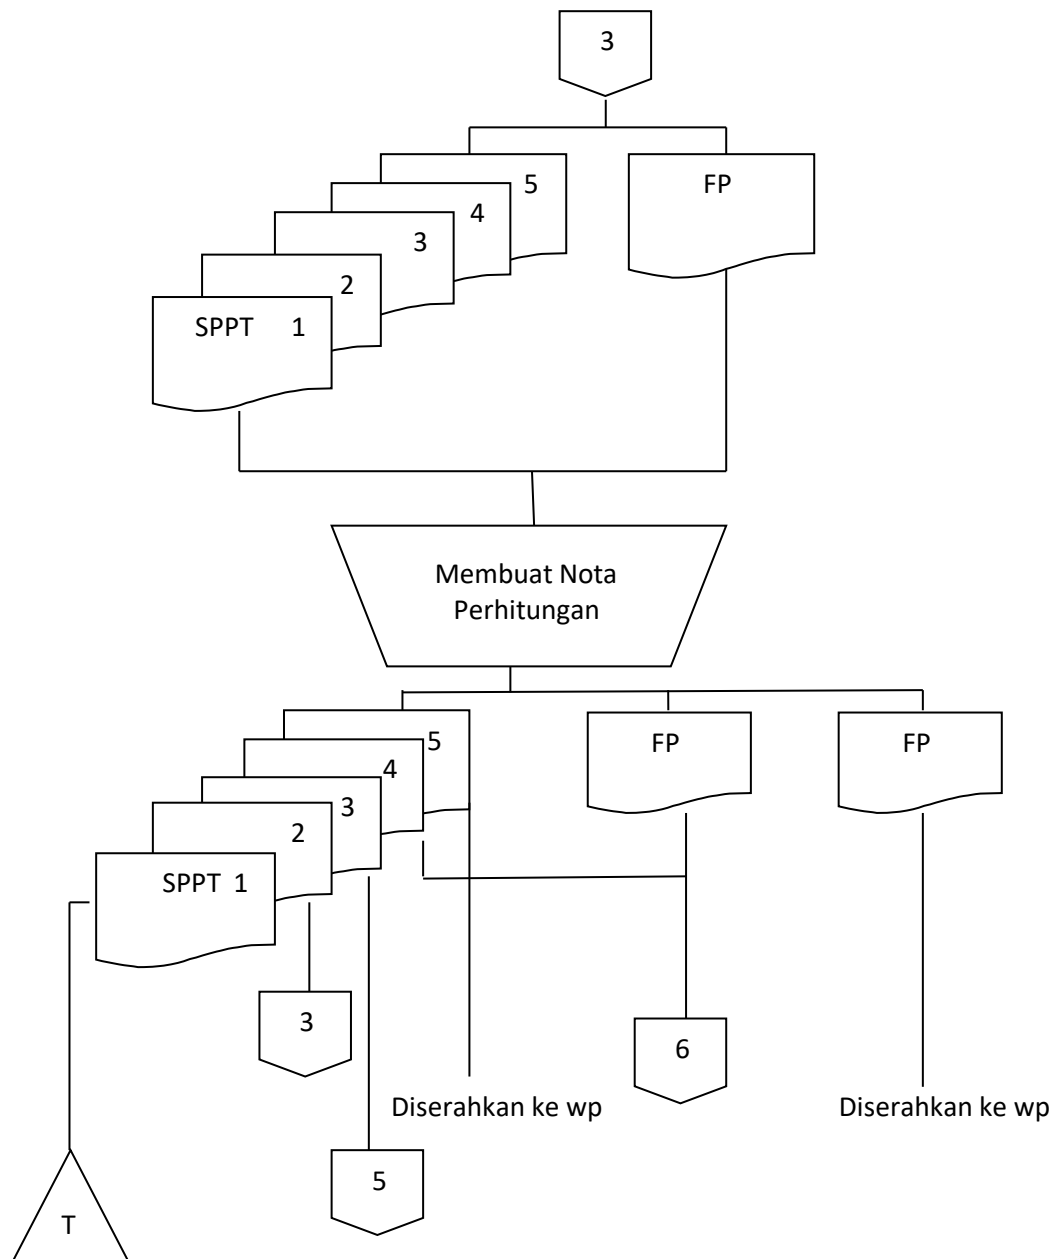 3
5
FP
4
3
2
SPPT 1
Membuat Nota
Perhitungan
5
FP
FP
4
3
2
SPPT 1
3
6
Diserahkan ke wp
Diserahkan ke wp
5
T